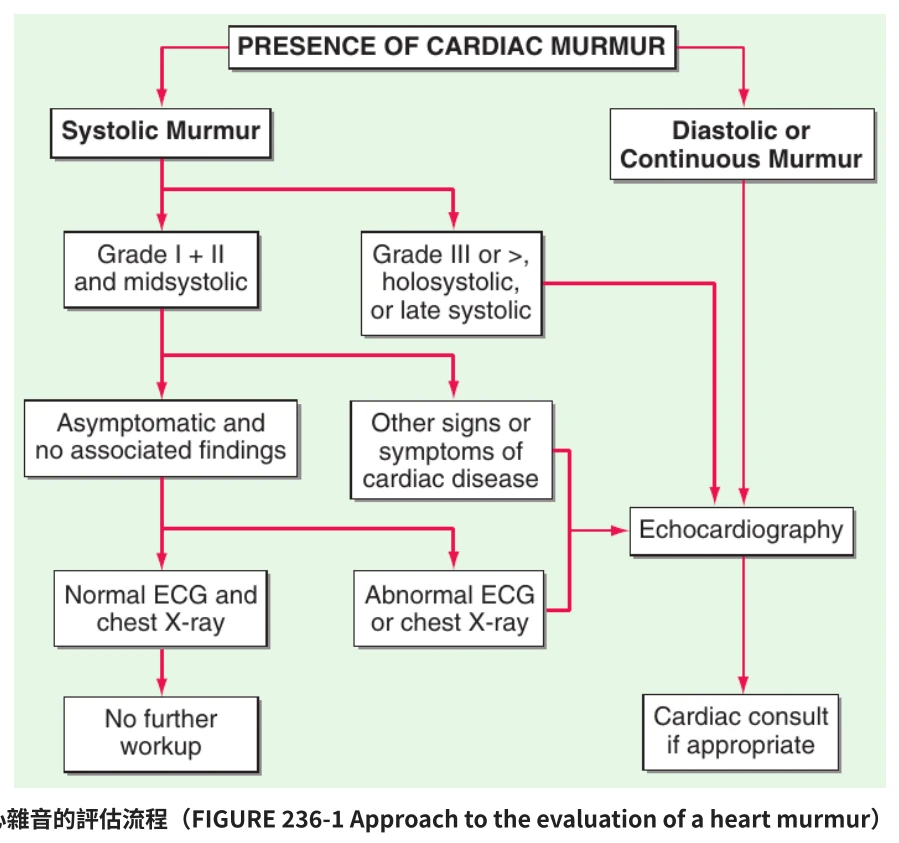 PRESENCE OF CARDIAC MURMUR
Systolic Murmur
Diastolic or
Continuous Murmur
Grade I + II
and midsystolic
Grade III or >,
holosystolic,
or late systolic
Asymptomatic and
no associated findings
Other signs or
symptoms of
cardiac disease
Echocardiography
Normal ECG and
chest X-ray
Abnormal ECG
or chest X-ray
No further
workup
Cardiac consult
if appropriate
心雜音的評估流程（FIGURE 236-1 Approach to the evaluation of a heart murmur）